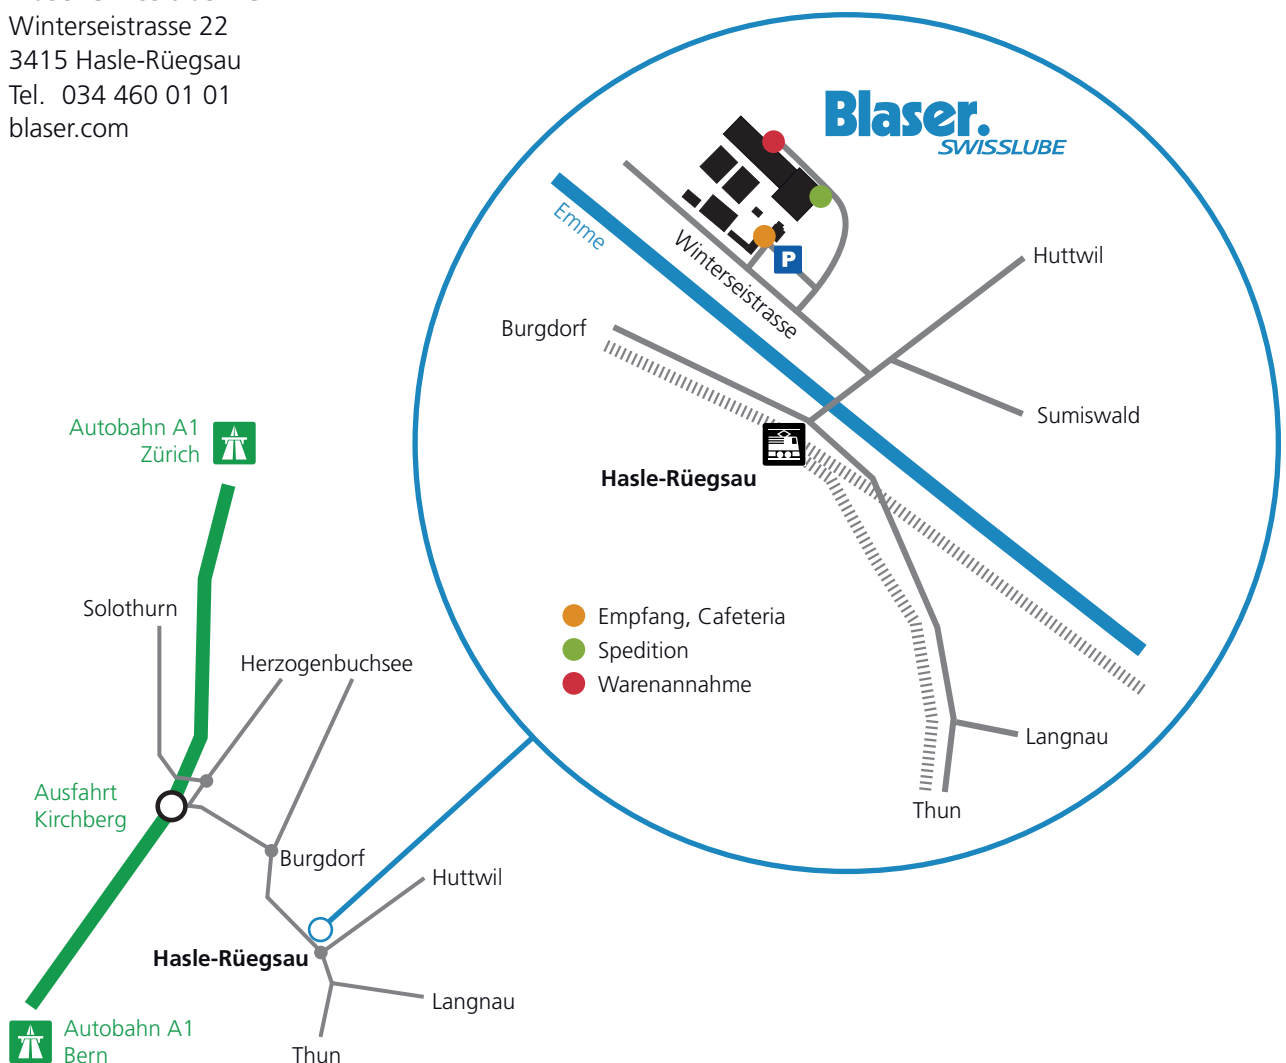 Winterseistrasse 22
3415 Hasle-Rüegsau
Tel. 034 460 01 01
blaser.com
Blaser.
SWISSLUBE
Emme
Winterseistrasse
P
Huttwil
Burgdorf
Sumiswald
Hasle-Rüegsau
Empfang, Cafeteria
Spedition
Warenannahme
Langnau
Thun
Autobahn A1
Zürich
Solothurn
Herzogenbuchsee
Ausfahrt
Kirchberg
Burgdorf
Huttwil
Hasle-Rüegsau
Langnau
Thun
Autobahn A1
Bern